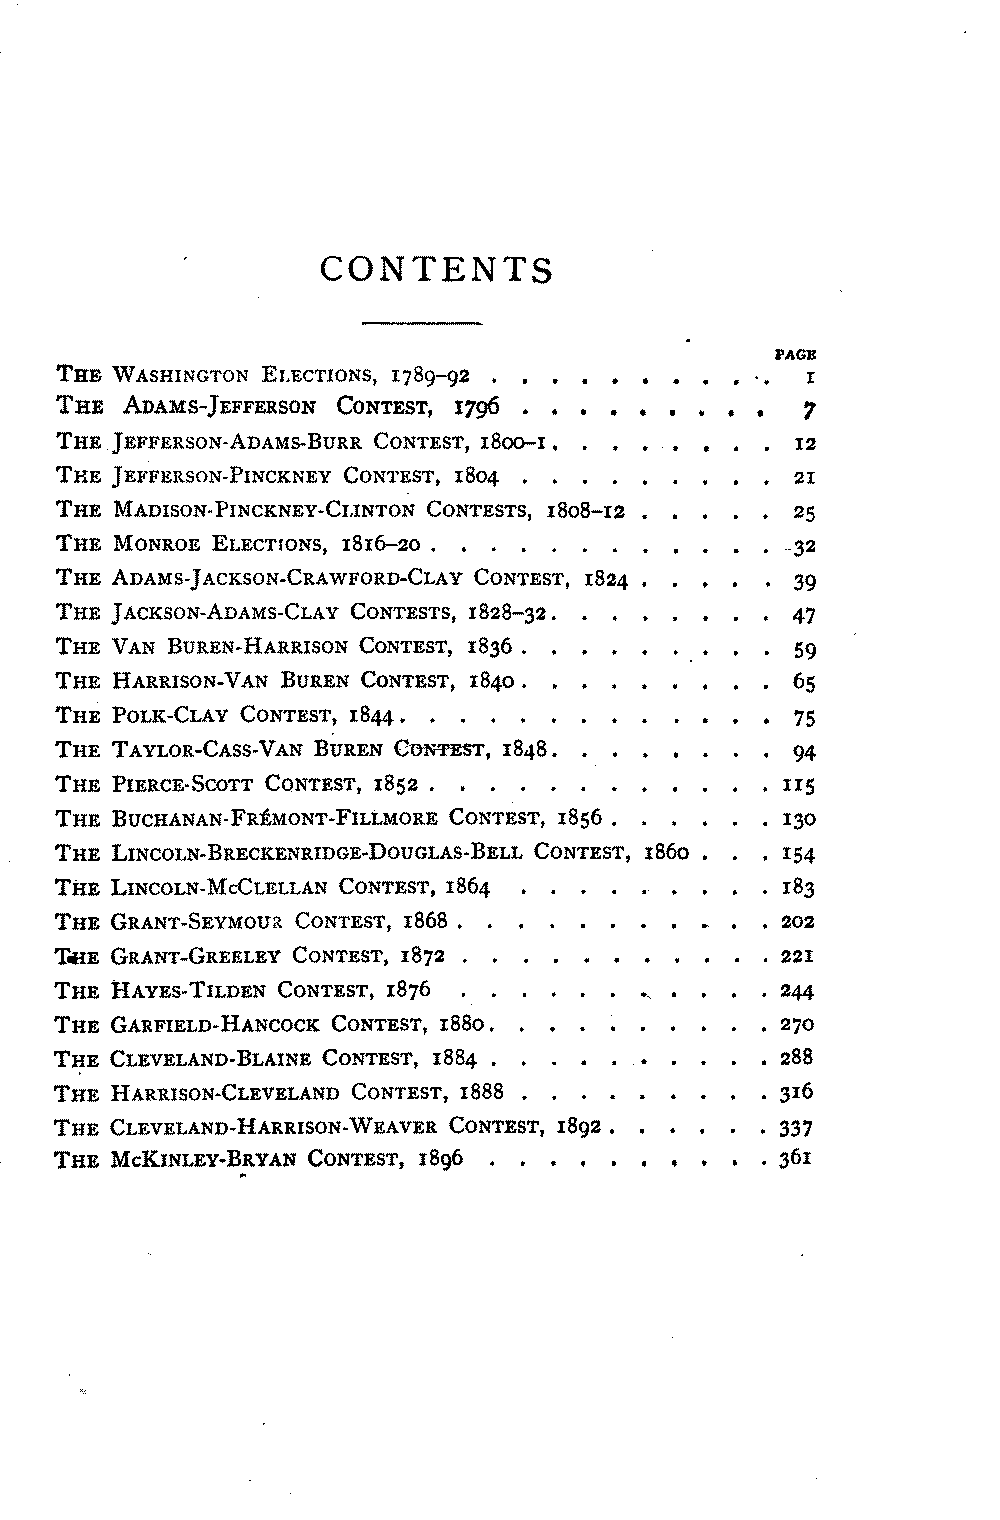 CONTENTS
PAGE
THE WASHINGTON ELECTIONS, 1789–92 . . . . . . . . . . 1
THE ADAMS-JEFFERSON CONTEST, 1796 . . . . . . . . . 7
THE JEFFERSON-ADAMS-BURR CONTEST, 1800–1 . . . . . . . . 12
THE JEFFERSON-PINCKNEY CONTEST, 1804 . . . . . . . . . 21
THE MADISON-PINCKNEY-CLINTON CONTESTS, 1808–12 . . . . . 25
THE MONROE ELECTIONS, 1816–20 . . . . . . . . . . . . 32
THE ADAMS-JACKSON-CRAWFORD-CLAY CONTEST, 1824 . . . . . 39
THE JACKSON-ADAMS-CLAY CONTESTS, 1828–32 . . . . . . . . 47
THE VAN BUREN-HARRISON CONTEST, 1836 . . . . . . . . . 59
THE HARRISON-VAN BUREN CONTEST, 1840 . . . . . . . . . 65
THE POLK-CLAY CONTEST, 1844 . . . . . . . . . . . . . 75
THE TAYLOR-CASS-VAN BUREN CONTEST, 1848 . . . . . . . . 94
THE PIERCE-SCOTT CONTEST, 1852 . . . . . . . . . . . . 115
THE BUCHANAN-FRÉMONT-FILLMORE CONTEST, 1856 . . . . . . 130
THE LINCOLN-BRECKENRIDGE-DOUGLAS-BELL CONTEST, 1860 . . . 154
THE LINCOLN-McCLELLAN CONTEST, 1864 . . . . . . . . . 183
THE GRANT-SEYMOUR CONTEST, 1868 . . . . . . . . . . . 202
THE GRANT-GREELEY CONTEST, 1872 . . . . . . . . . . . 221
THE HAYES-TILDEN CONTEST, 1876 . . . . . . . . . . . 244
THE GARFIELD-HANCOCK CONTEST, 1880 . . . . . . . . . . 270
THE CLEVELAND-BLAINE CONTEST, 1884 . . . . . . . . . . 288
THE HARRISON-CLEVELAND CONTEST, 1888 . . . . . . . . . 316
THE CLEVELAND-HARRISON-WEAVER CONTEST, 1892 . . . . . . 337
THE McKINLEY-BRYAN CONTEST, 1896 . . . . . . . . . . 361